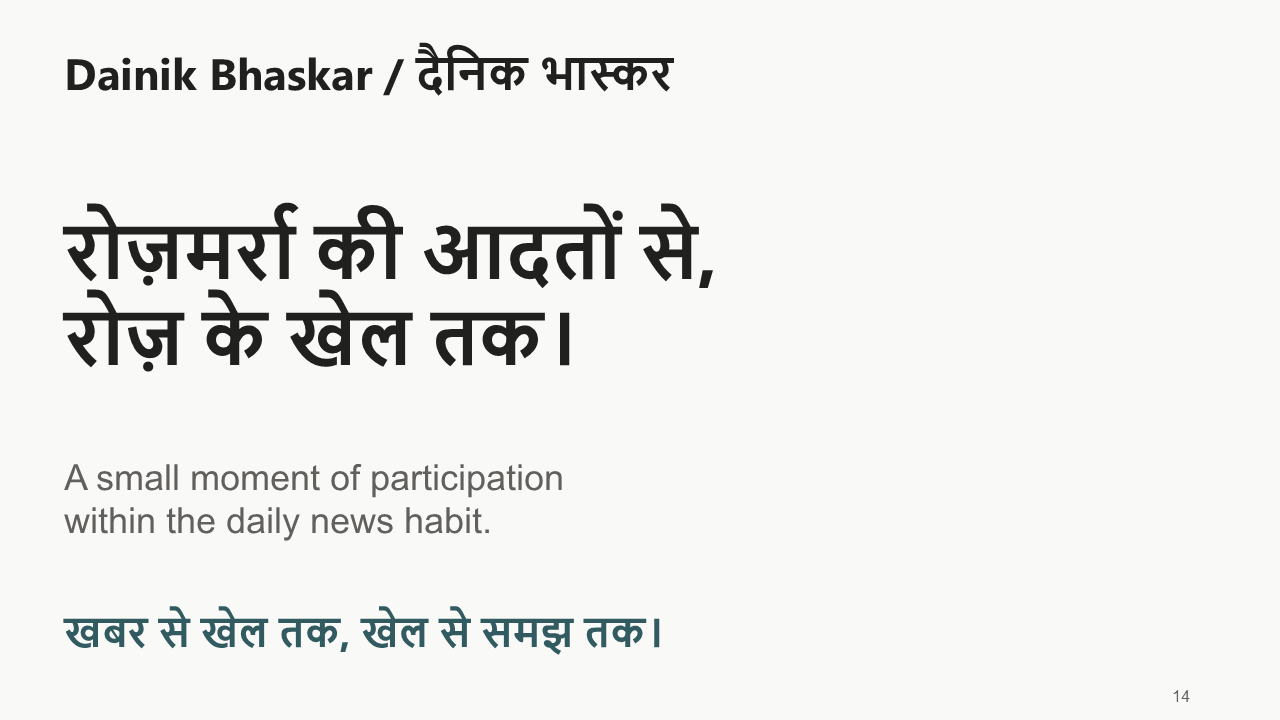 Dainik Bhaskar / दैनिक भास्कर
रोज़मर्रा की आदतों से,
रोज़ के खेल तक।
A small moment of participation
within the daily news habit.
खबर से खेल तक, खेल से समझ तक।
14